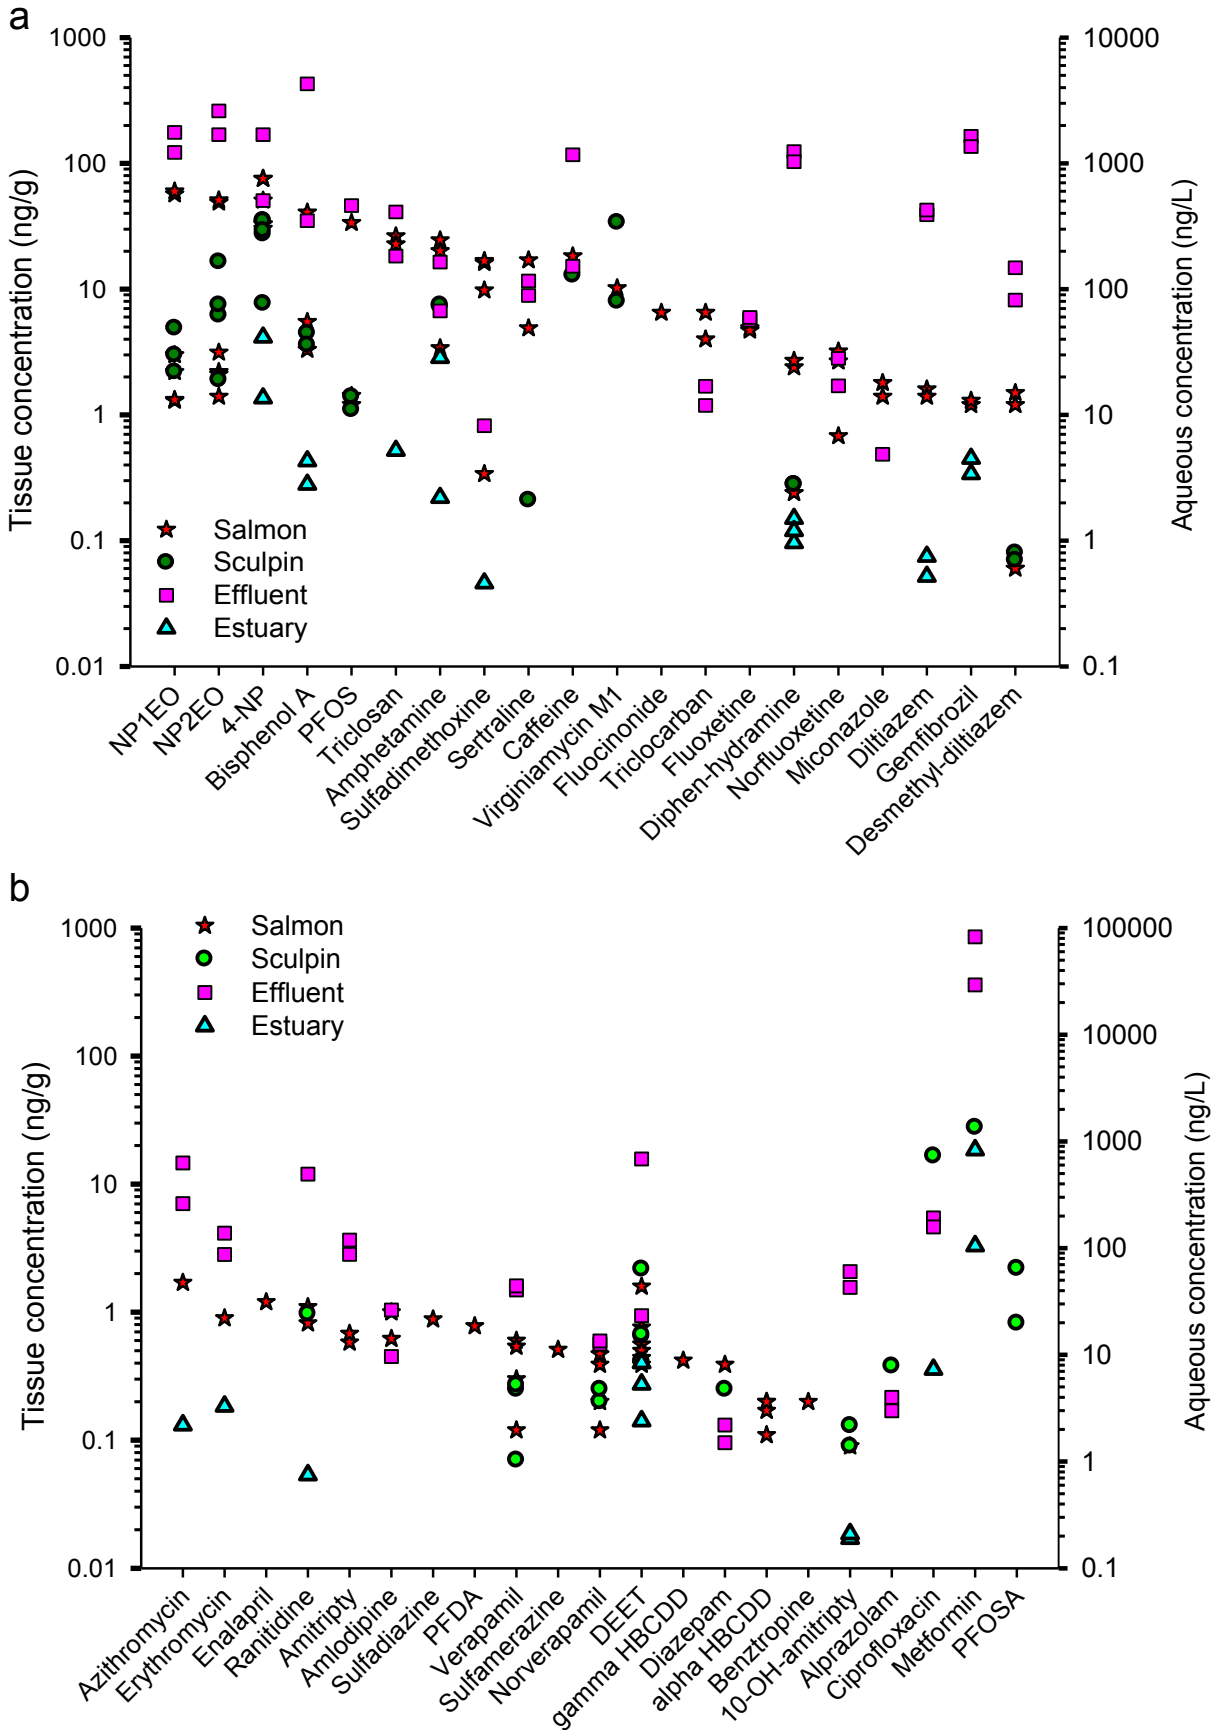 a
1000
100
10
1
0.1
0.01
Tissue concentration (ng/g)
10000
1000
100
10
1
0.1
Aqueous concentration (ng/L)
Salmon
Sculpin
Effluent
Estuary
NP1EO
NP2EO
4-NP
Bisphenol A
PFOS
Triclosan
Amphetamine
Sulfadimethoxine
Sertraline
Caffeine
Virginiamycin M1
Fluocinonide
Triclocarban
Fluoxetine
Diphen-hydramine
Norfluoxetine
Miconazole
Diltiazem
Gemfibrozil
Desmethyl-diltiazem
b
1000
100
10
1
0.1
0.01
Tissue concentration (ng/g)
100000
10000
1000
100
10
1
0.1
Aqueous concentration (ng/L)
Salmon
Sculpin
Effluent
Estuary
Azithromycin
Erythromycin
Enalapril
Ranitidine
Amitripty
Amlodipine
Sulfadiazine
PFDA
Verapamil
Sulfamerazine
Norverapamil
DEET
gamma HBCDD
Diazepam
alpha HBCDD
Benztropine
10-OH-amitripty
Alprazolam
Ciprofloxacin
Metformin
PFOSA